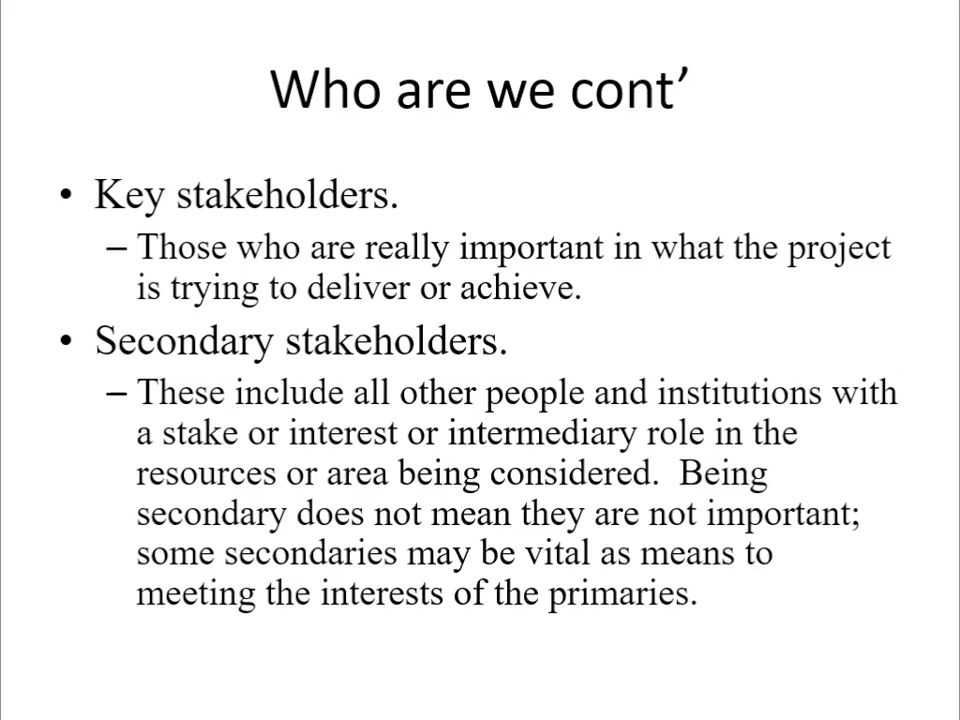 Who are we cont’
• Key stakeholders.
– Those who are really important in what the project
is trying to deliver or achieve.
• Secondary stakeholders.
– These include all other people and institutions with
a stake or interest or intermediary role in the
resources or area being considered.  Being
secondary does not mean they are not important;
some secondaries may be vital as means to
meeting the interests of the primaries.